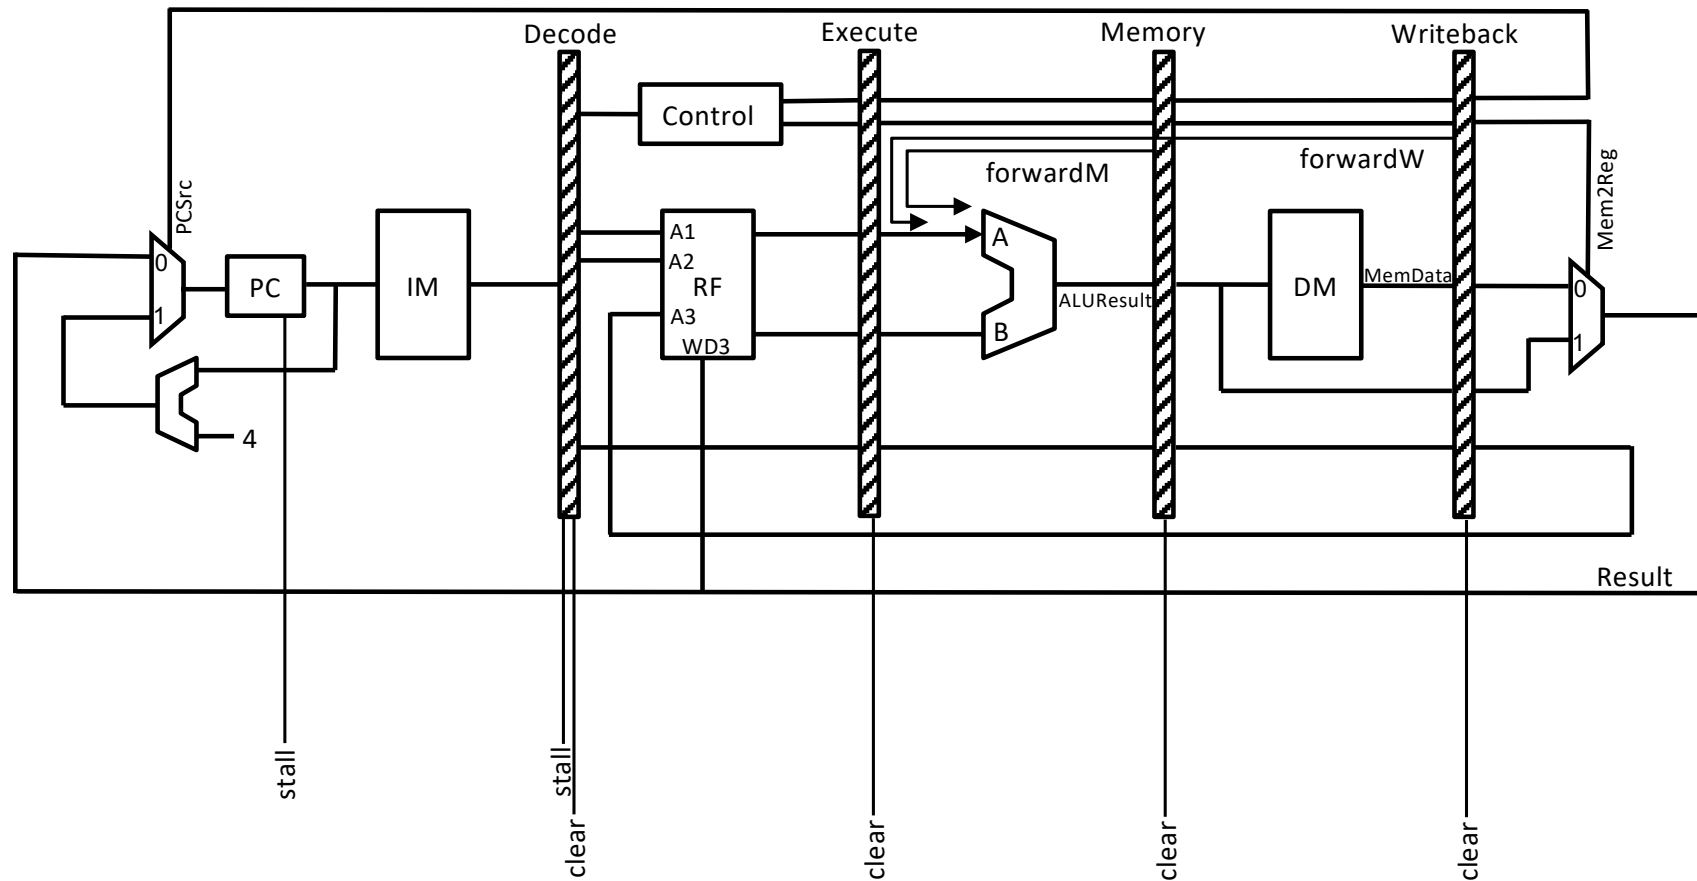 Decode
Execute
Memory
Writeback
Control
forwardM
forwardW
PCSrc
Mem2Reg
0
1
PC
IM
A1
A2
RF
A3
WD3
A
B
ALUResult
DM
MemData
0
1
4
Result
stall
stall
clear
clear
clear
clear